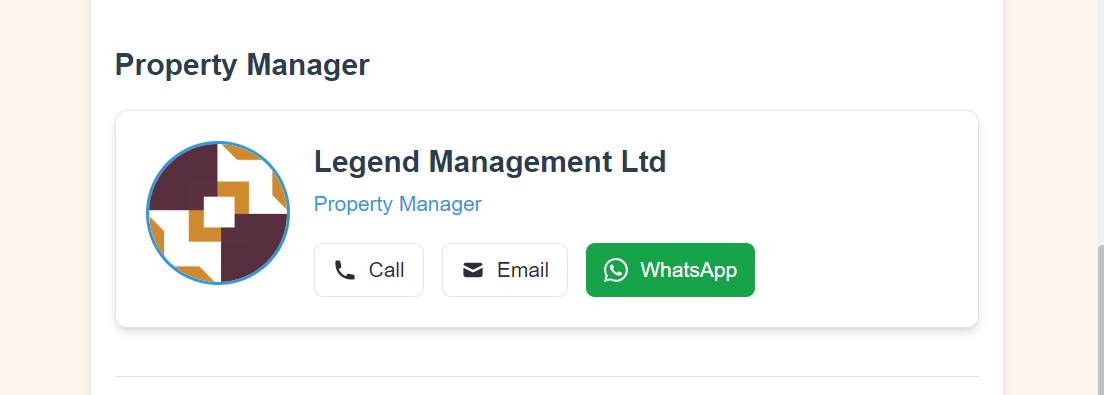 Property Manager
Legend Management Ltd
Property Manager
Call
Email
WhatsApp